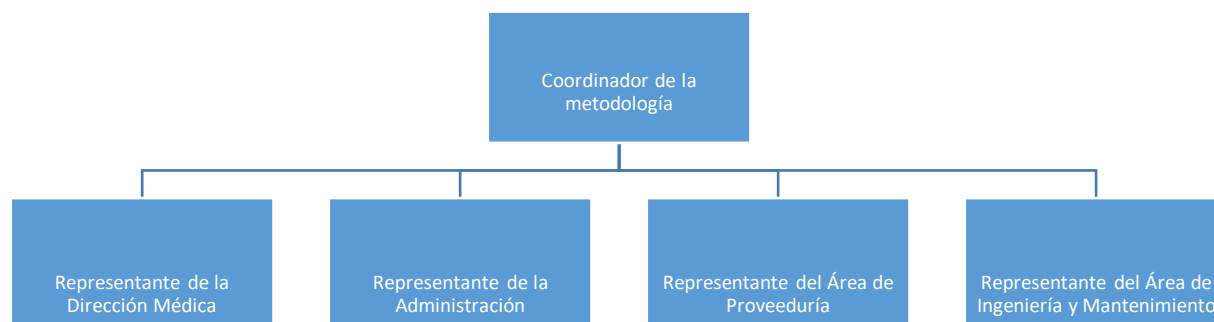 Coordinador de la
metodología
Representante de la
Dirección Médica
Representante de la
Administración
Representante del Área de
Proveeduría
Representante del Área de
Ingeniería y Mantenimiento